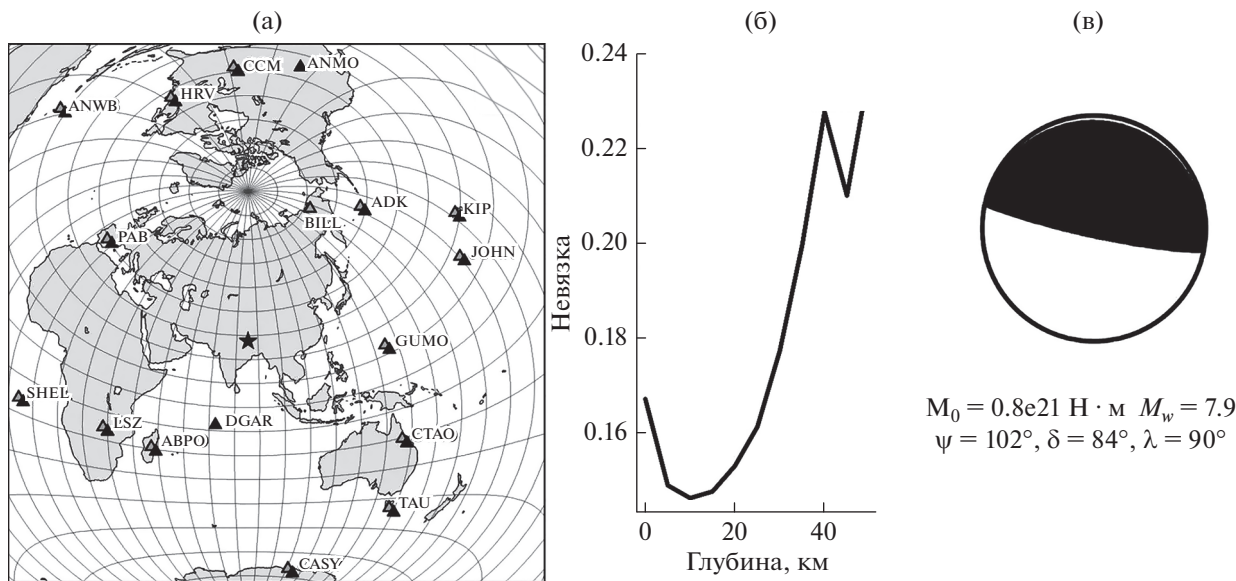 (а)
(б)
(в)
CCM
ANMO
HRV
ANWB
ADK
KIP
BILL
PAB
JOHN
GUMO
SHEL
LSZ
DGAR
ABPO
CTAO
TAU
CASY
0.24
0.22
0.20
0.18
0.16
Невязка
0
20
40
Глубина, км
M₀ = 0.8e21 Н · м M_w = 7.9
ψ = 102°, δ = 84°, λ = 90°